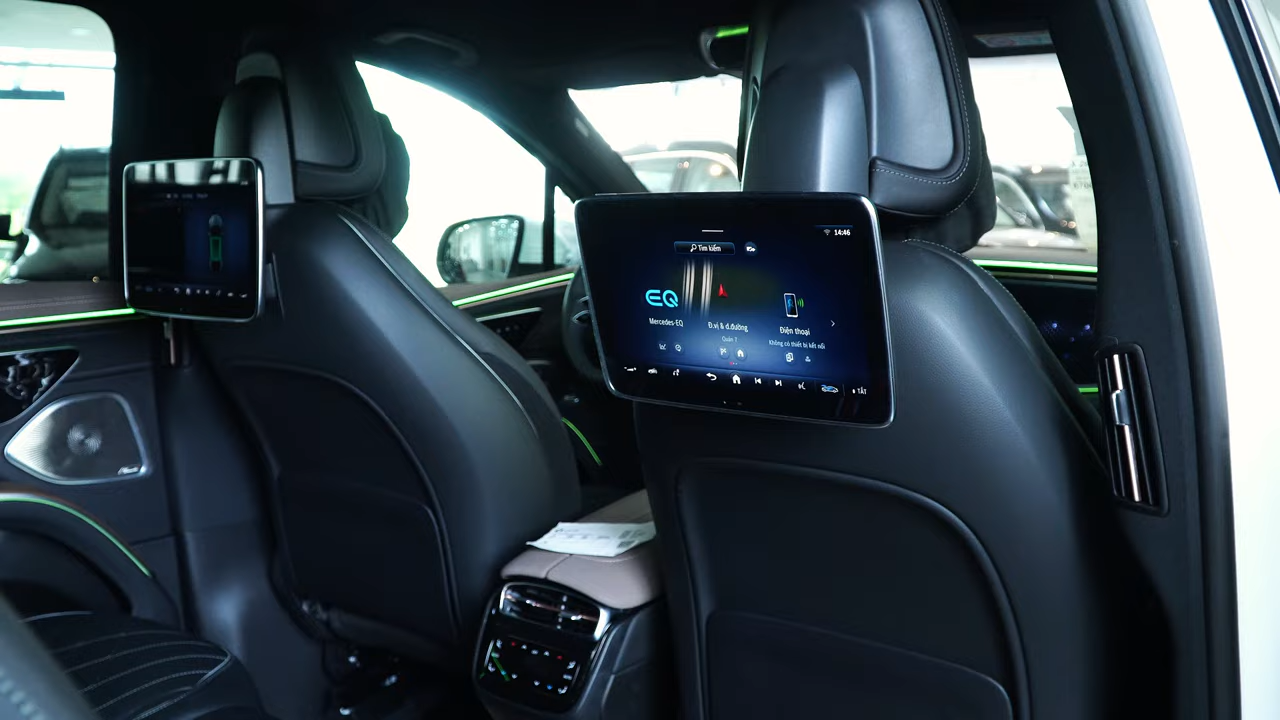 14:46
Tìm kiếm
EQ
Mercedes-EQ
Đ.vị & d.đường
Quận 7
Điện thoại
Không có thiết bị kết nối
TẮT